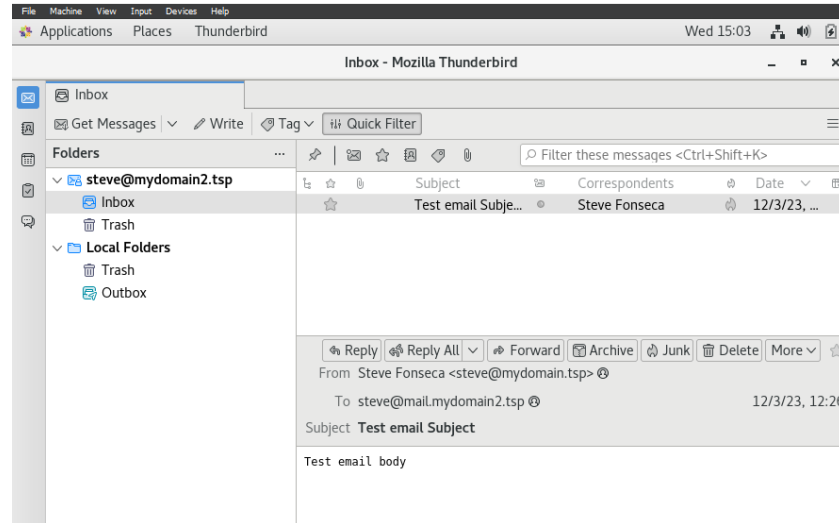 File Machine View Input Devices Help
Applications Places Thunderbird Wed 15:03
Inbox - Mozilla Thunderbird
Inbox
Get Messages Write Tag Quick Filter
Folders ... Filter these messages <Ctrl+Shift+K>
steve@mydomain2.tsp Subject Correspondents Date
Test email Subje... Steve Fonseca 12/3/23, ...
Inbox
Trash
Local Folders
Trash
Outbox
Reply Reply All Forward Archive Junk Delete More
From Steve Fonseca <steve@mydomain.tsp>
To steve@mail.mydomain2.tsp 12/3/23, 12:26
Subject Test email Subject
Test email body